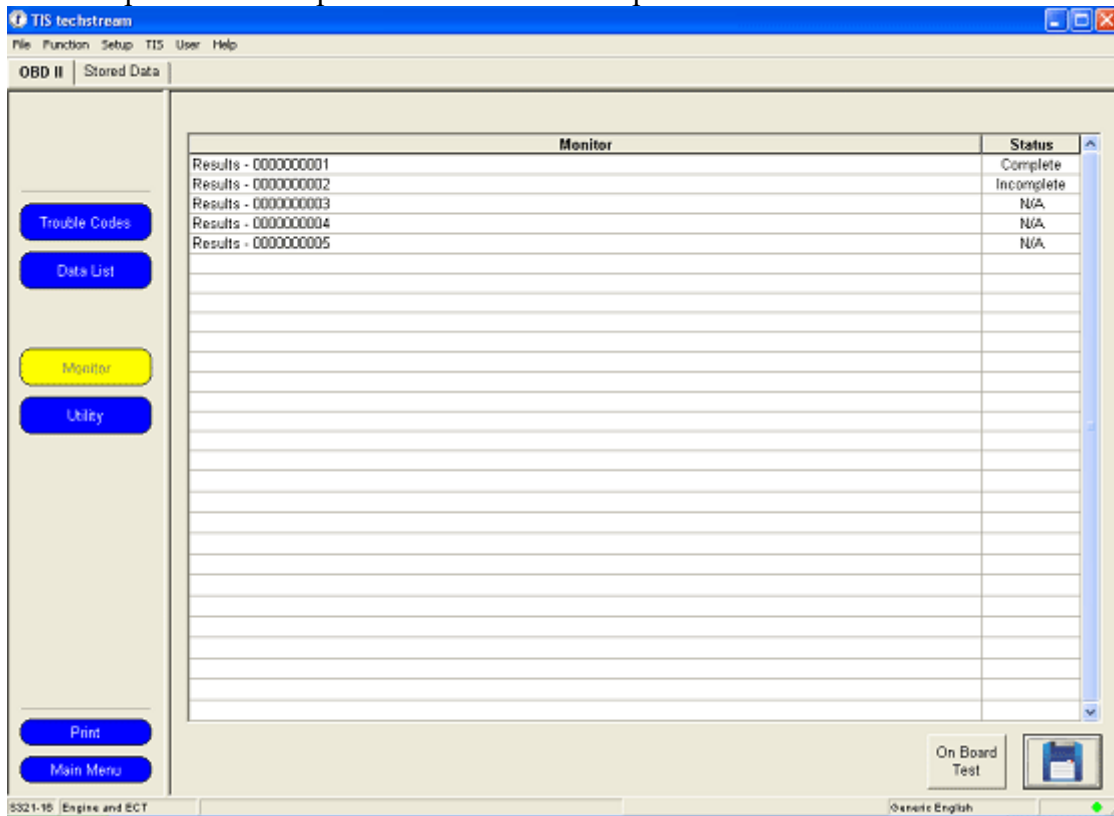 TIS techstream
File Function Setup TIS User Help
OBD II Stored Data
Monitor Status
Results - 0000000001 Complete
Results - 0000000002 Incomplete
Results - 0000000003 N/A
Results - 0000000004 N/A
Results - 0000000005 N/A
Trouble Codes
Data List
Monitor
Utility
Print
Main Menu
On Board
Test
S321-16 Engine and ECT Generic English